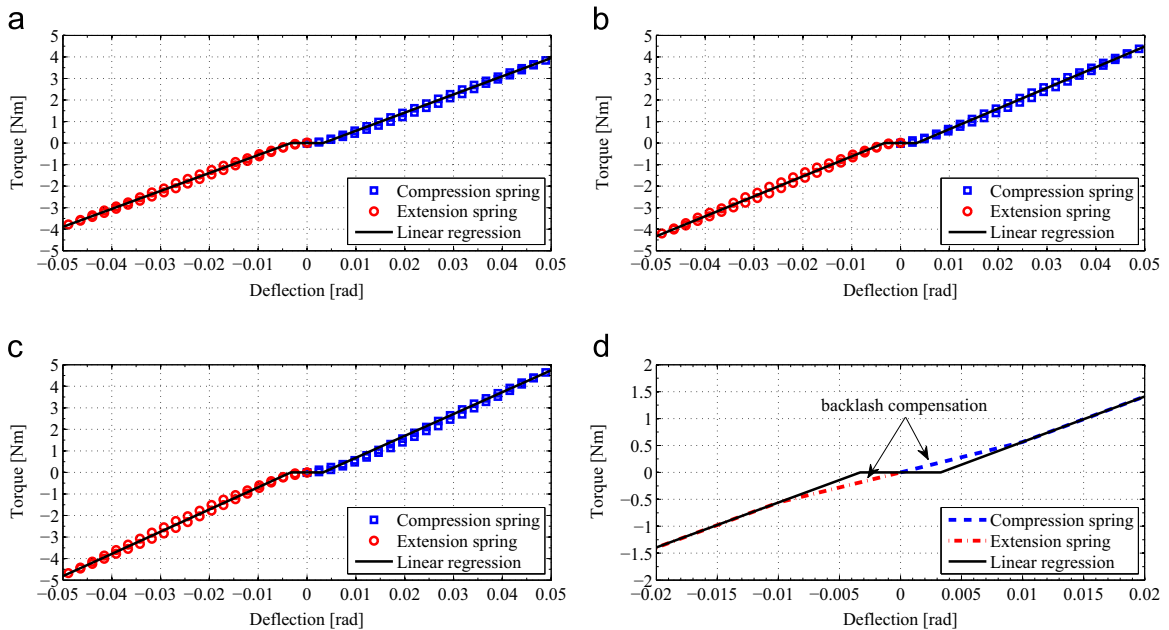 a
5
4
3
2
1
0
−1
−2
−3
−4
−5
Torque [Nm]
Compression spring
Extension spring
Linear regression
−0.05 −0.04 −0.03 −0.02 −0.01 0 0.01 0.02 0.03 0.04 0.05
Deflection [rad]
b
5
4
3
2
1
0
−1
−2
−3
−4
−5
Torque [Nm]
Compression spring
Extension spring
Linear regression
−0.05 −0.04 −0.03 −0.02 −0.01 0 0.01 0.02 0.03 0.04 0.05
Deflection [rad]
c
5
4
3
2
1
0
−1
−2
−3
−4
−5
Torque [Nm]
Compression spring
Extension spring
Linear regression
−0.05 −0.04 −0.03 −0.02 −0.01 0 0.01 0.02 0.03 0.04 0.05
Deflection [rad]
d
2
1.5
1
0.5
0
−0.5
−1
−1.5
−2
Torque [Nm]
backlash compensation
Compression spring
Extension spring
Linear regression
−0.02 −0.015 −0.01 −0.005 0 0.005 0.01 0.015 0.02
Deflection [rad]